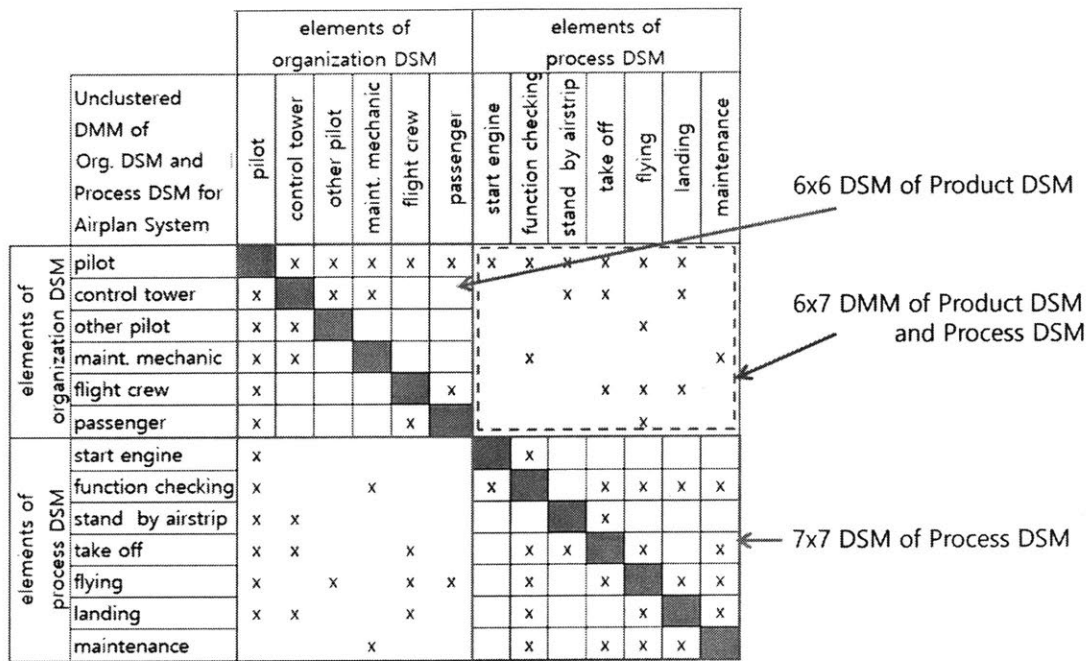 elements of
organization DSM
elements of
process DSM
Unclustered
DMM of
Org. DSM and
Process DSM for
Airplan System
pilot
control tower
other pilot
maint. mechanic
flight crew
passenger
start engine
function checking
stand by airstrip
take off
flying
landing
maintenance
elements of
organization DSM
pilot x x x x x x x x x x x
control tower x x x x x x
other pilot x x x
maint. mechanic x x x x
flight crew x x x x x
passenger x x x
elements of
process DSM
start engine x x
function checking x x x x x x x
stand by airstrip x x x
take off x x x x x x x
flying x x x x x x x x
landing x x x x x x
maintenance x x x x x
6x6 DSM of Product DSM
6x7 DMM of Product DSM
and Process DSM
7x7 DSM of Process DSM